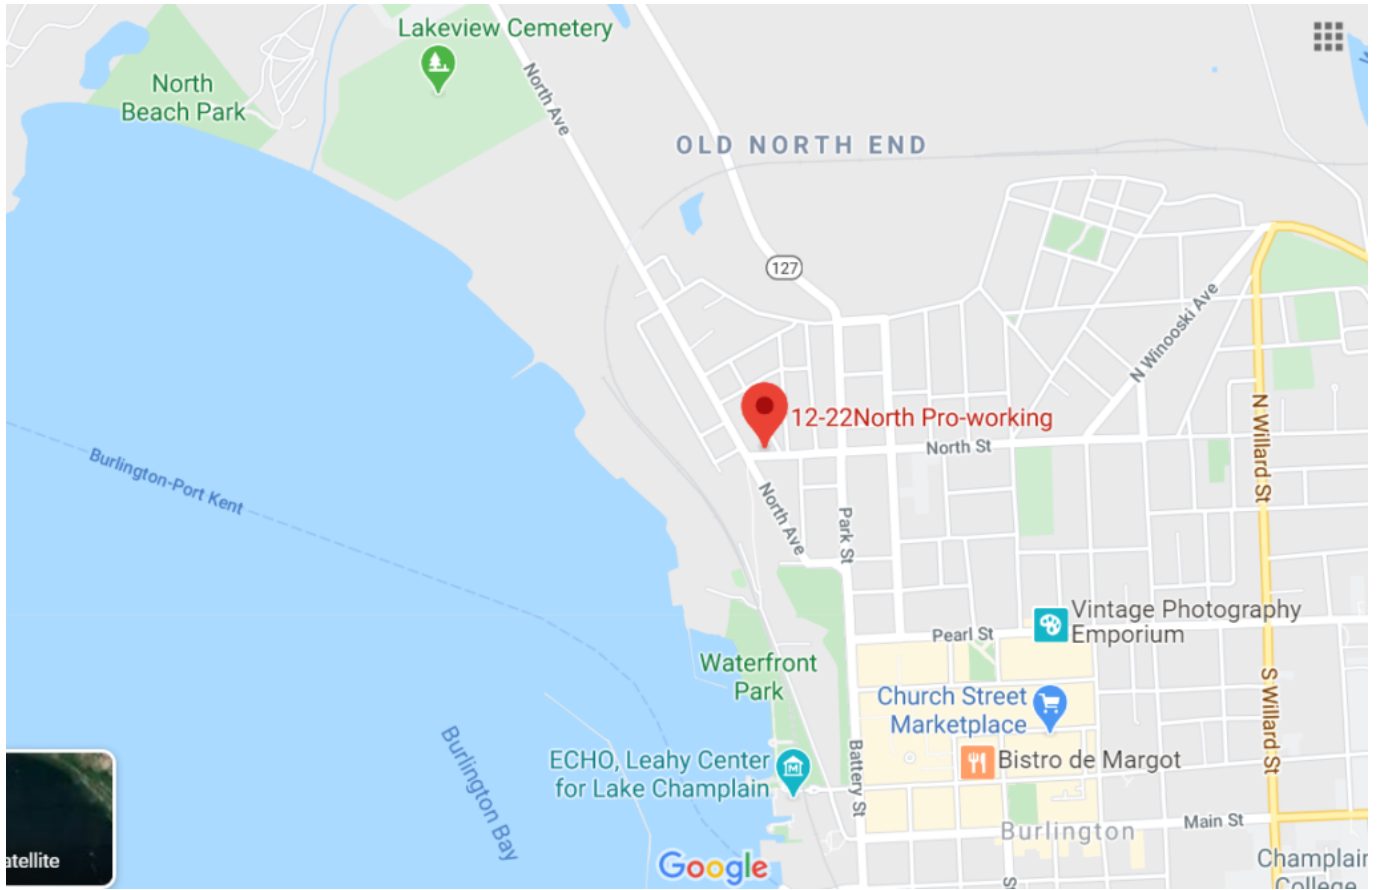 Lakeview Cemetery
North
Beach Park
North Ave
OLD NORTH END
127
N Winooski Ave
12-22North Pro-working
North St
N Willard St
Burlington-Port Kent
North Ave
Park St
Vintage Photography
Emporium
Pearl St
Waterfront
Park
Church Street
Marketplace
S Willard St
Burlington Bay
ECHO, Leahy Center
for Lake Champlain
Battery St
Bistro de Margot
Main St
Burlington
atellite
Google
Champlain
College